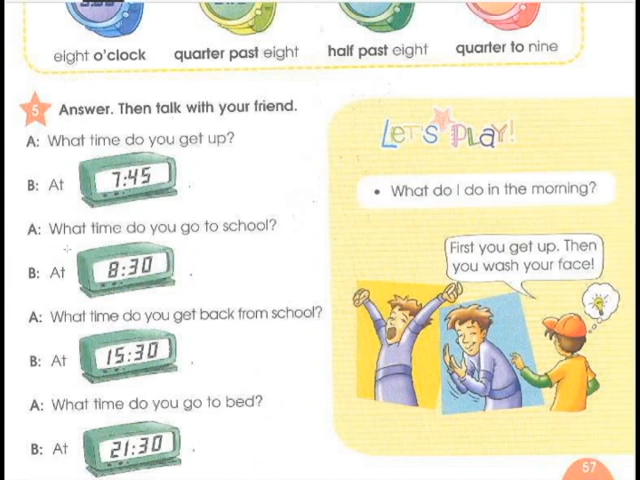 eight o'clock quarter past eight half past eight quarter to nine
5 Answer. Then talk with your friend.
A: What time do you get up?
B: At 7:45 .
A: What time do you go to school?
B: At 8:30 .
A: What time do you get back from school?
B: At 15:30 .
A: What time do you go to bed?
B: At 21:30 .
LET'S PLAY!
• What do I do in the morning?
First you get up. Then
you wash your face!
57